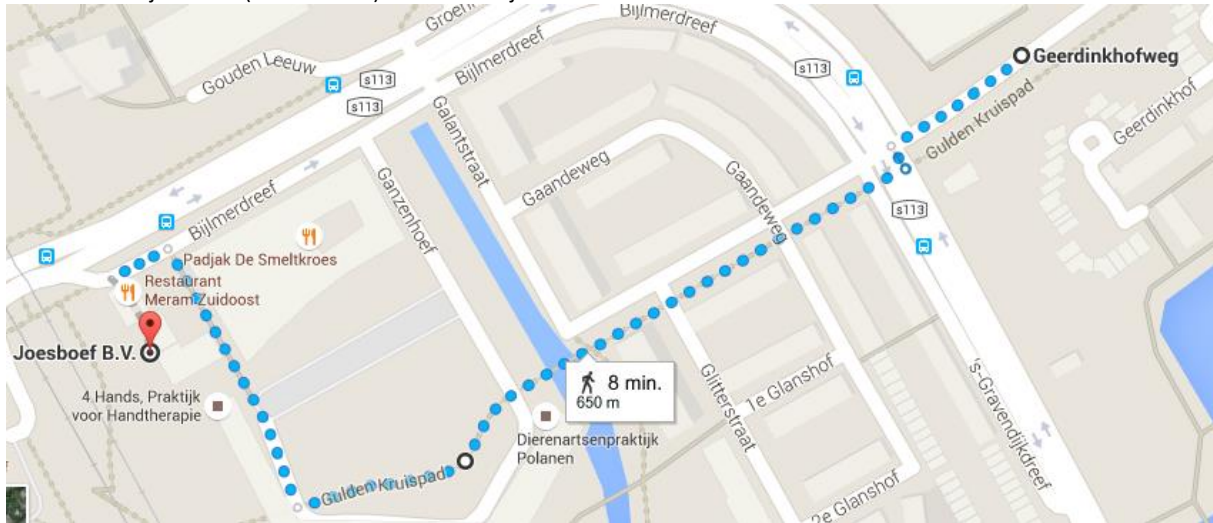 Groen
Bijlmerdreef
Gouden Leeuw
s113
s113
Bijlmerdreef
s113
Geerdinkhofweg
Galantstraat
Gulden Kruispad
Geerdinkhof
Gaandeweg
Gaandeweg
Ganzenhoef
Bijlmerdreef
s113
Padjak De Smeltkroes
Restaurant
Meram Zuidoost
Joesboef B.V.
8 min.
650 m
4 Hands, Praktijk
voor Handtherapie
Glitterstraat
1e Glanshof
's-Gravendijkdreef
Dierenartsenpraktijk
Polanen
Gulden Kruispad
2e Glanshof